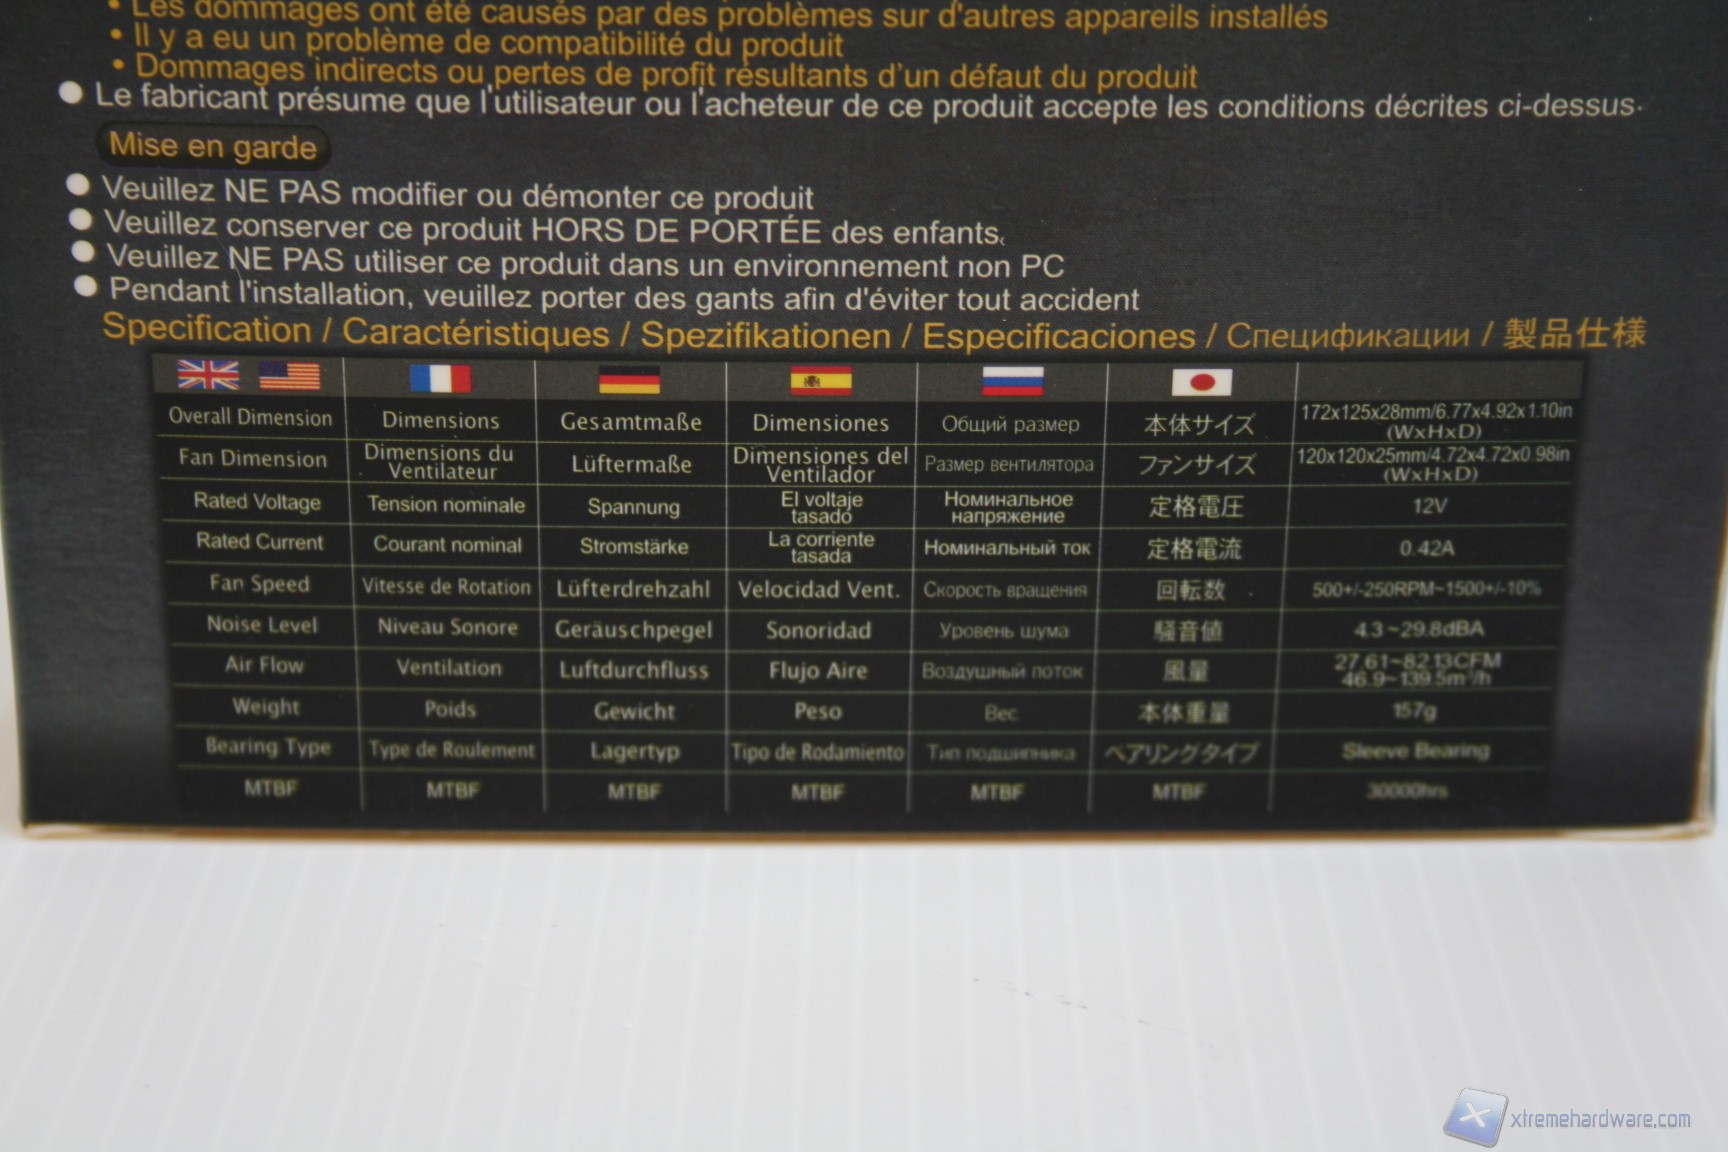 • Les dommages ont été causés par des problèmes sur d'autres appareils installés
• Il y a eu un problème de compatibilité du produit
• Dommages indirects ou pertes de profit résultants d'un défaut du produit
● Le fabricant présume que l'utilisateur ou l'acheteur de ce produit accepte les conditions décrites ci-dessus.
Mise en garde
● Veuillez NE PAS modifier ou démonter ce produit
● Veuillez conserver ce produit HORS DE PORTÉE des enfants.
● Veuillez NE PAS utiliser ce produit dans un environnement non PC
● Pendant l'installation, veuillez porter des gants afin d'éviter tout accident
Specification / Caractéristiques / Spezifikationen / Especificaciones / Спецификации / 製品仕様
Overall Dimension Dimensions Gesamtmaße Dimensiones Общий размер 本体サイズ 172x125x28mm/6.77x4.92x1.10in (WxHxD)
Fan Dimension Dimensions du Ventilateur Lüftermaße Dimensiones del Ventilador Размер вентилятора ファンサイズ 120x120x25mm/4.72x4.72x0.98in (WxHxD)
Rated Voltage Tension nominale Spannung El voltaje tasado Номинальное напряжение 定格電圧 12V
Rated Current Courant nominal Stromstärke La corriente tasada Номинальный ток 定格電流 0.42A
Fan Speed Vitesse de Rotation Lüfterdrehzahl Velocidad Vent. Скорость вращения 回転数 500+/-250RPM~1500+/-10%
Noise Level Niveau Sonore Geräuschpegel Sonoridad Уровень шума 騒音値 4.3~29.8dBA
Air Flow Ventilation Luftdurchfluss Flujo Aire Воздушный поток 風量 27.61~82.13CFM 46.9~139.5m³/h
Weight Poids Gewicht Peso Вес 本体重量 157g
Bearing Type Type de Roulement Lagertyp Tipo de Rodamiento Тип подшипника ベアリングタイプ Sleeve Bearing
MTBF MTBF MTBF MTBF MTBF MTBF 30000hrs
xtremehardware.com